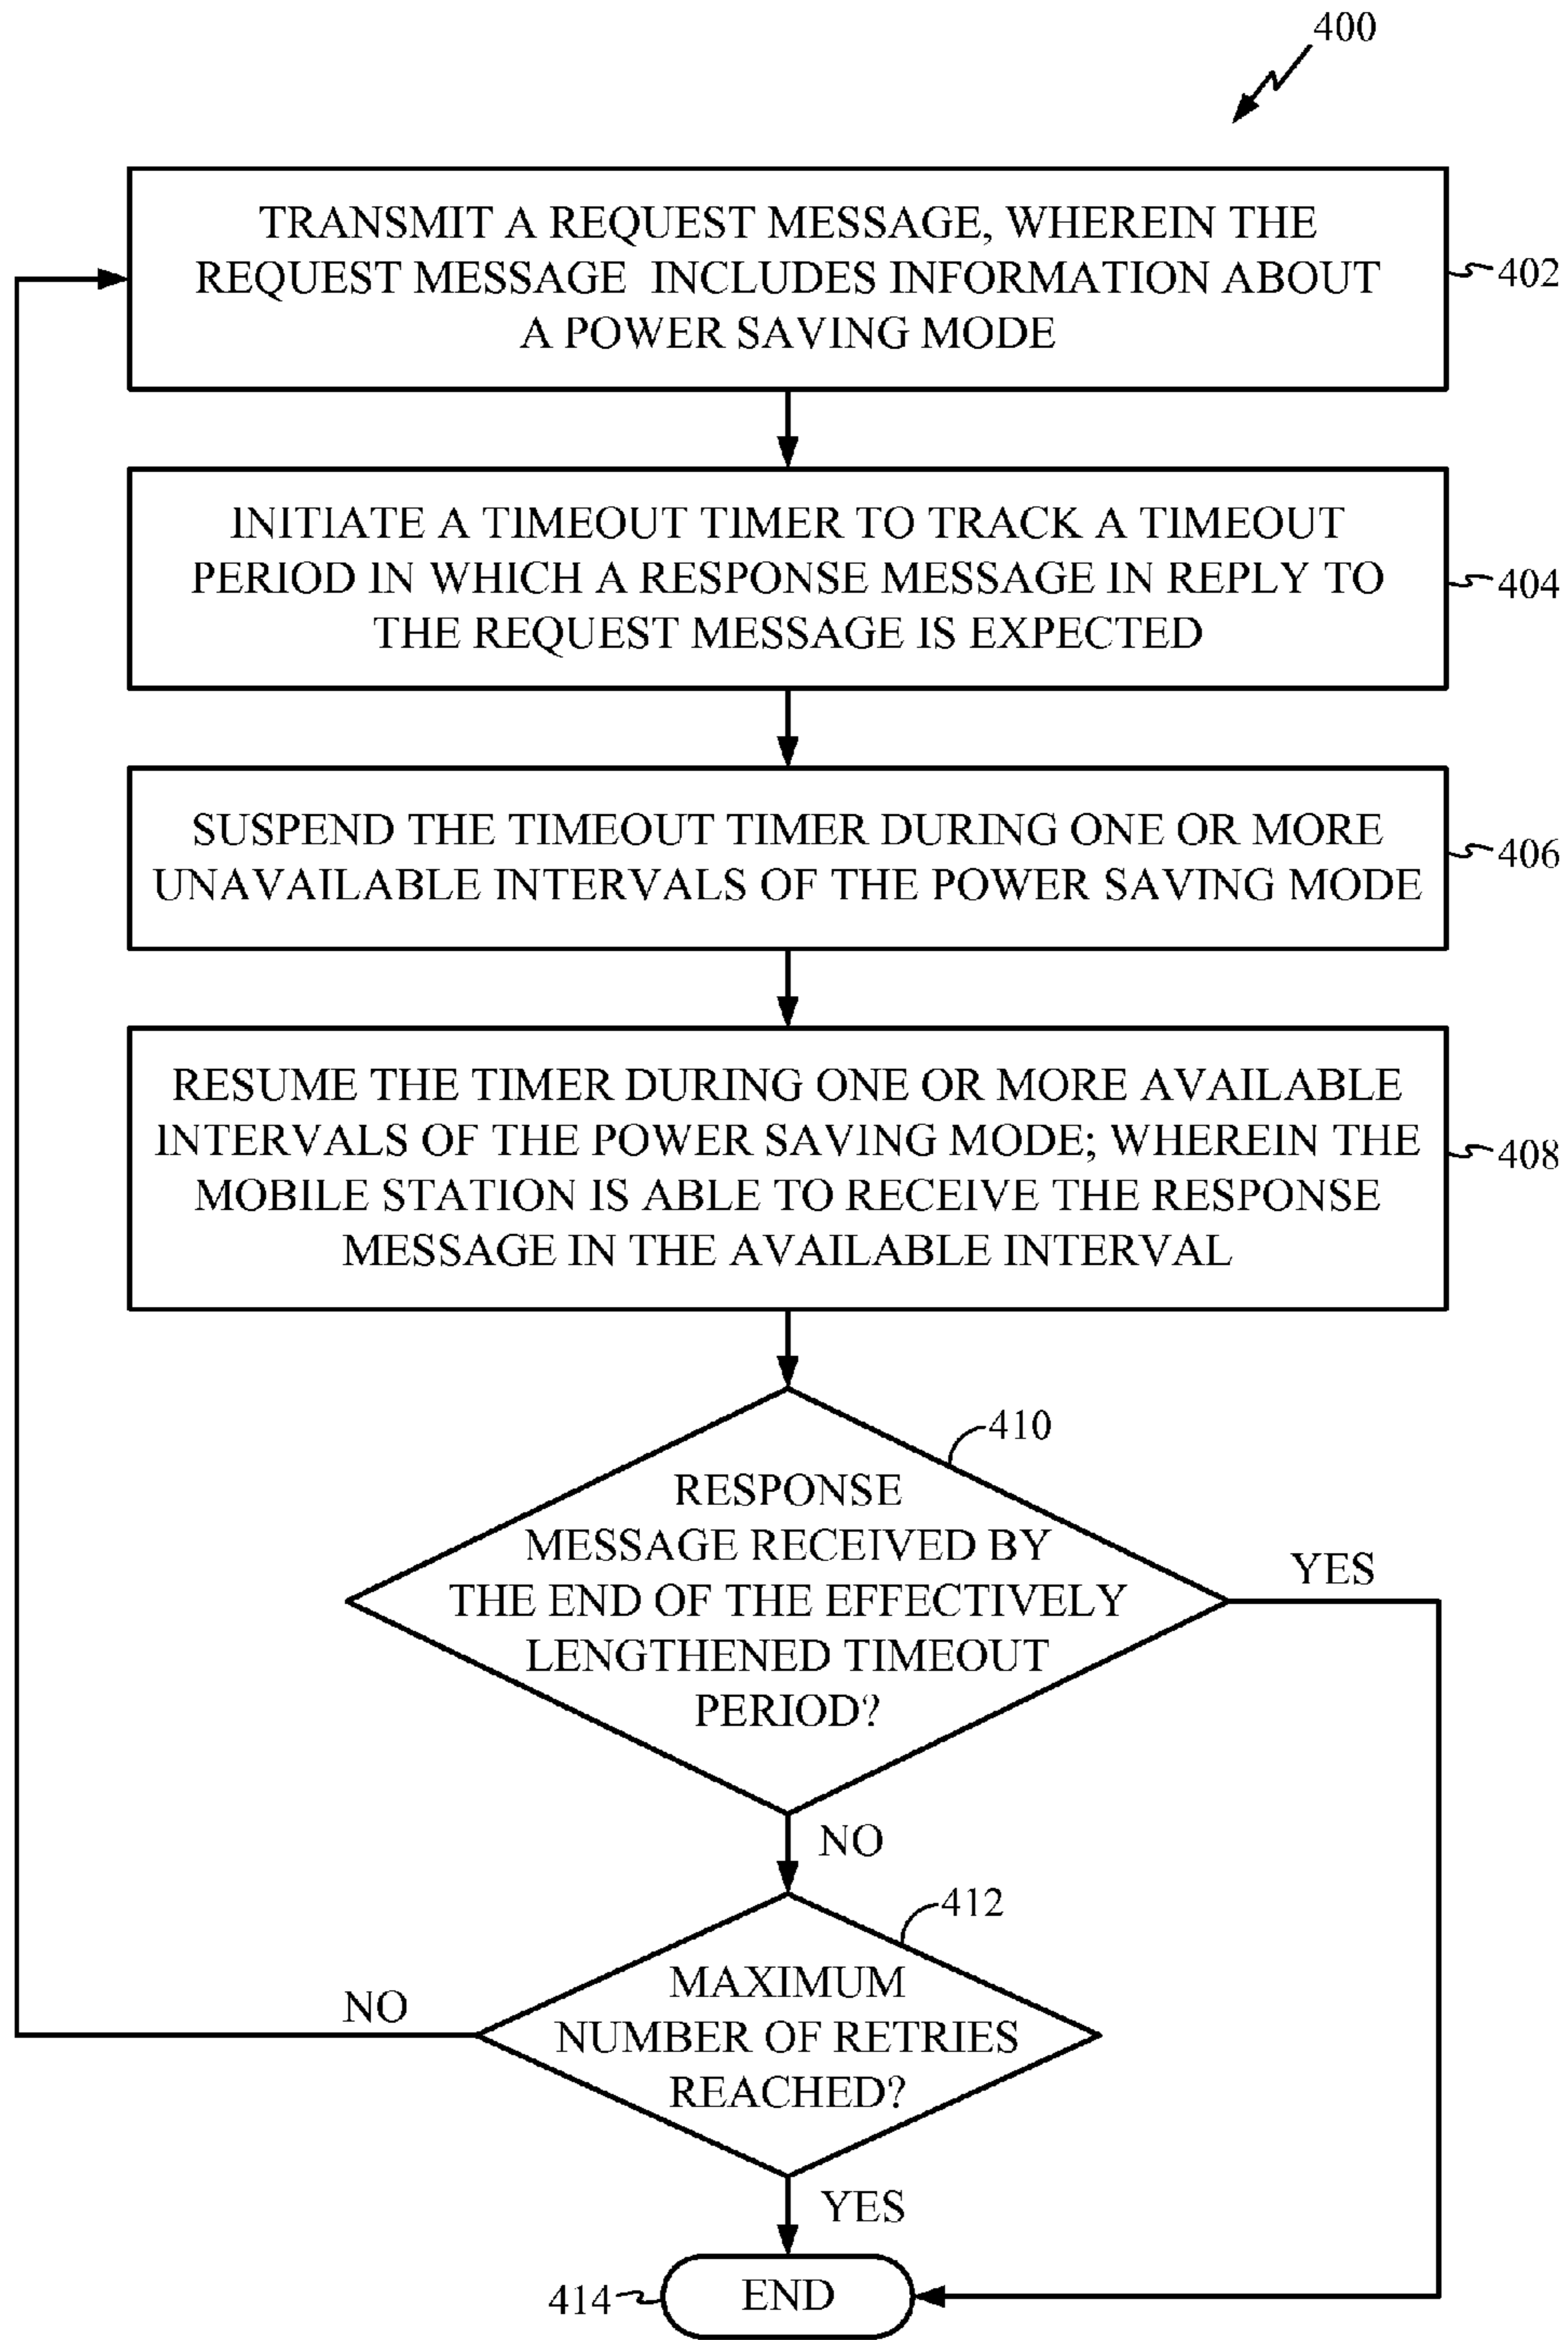 400
TRANSMIT A REQUEST MESSAGE, WHEREIN THE
REQUEST MESSAGE INCLUDES INFORMATION ABOUT
A POWER SAVING MODE
402
INITIATE A TIMEOUT TIMER TO TRACK A TIMEOUT
PERIOD IN WHICH A RESPONSE MESSAGE IN REPLY TO
THE REQUEST MESSAGE IS EXPECTED
404
SUSPEND THE TIMEOUT TIMER DURING ONE OR MORE
UNAVAILABLE INTERVALS OF THE POWER SAVING MODE
406
RESUME THE TIMER DURING ONE OR MORE AVAILABLE
INTERVALS OF THE POWER SAVING MODE; WHEREIN THE
MOBILE STATION IS ABLE TO RECEIVE THE RESPONSE
MESSAGE IN THE AVAILABLE INTERVAL
408
410
RESPONSE
MESSAGE RECEIVED BY
THE END OF THE EFFECTIVELY
LENGTHENED TIMEOUT
PERIOD?
YES
NO
412
MAXIMUM
NUMBER OF RETRIES
REACHED?
NO
YES
END
414